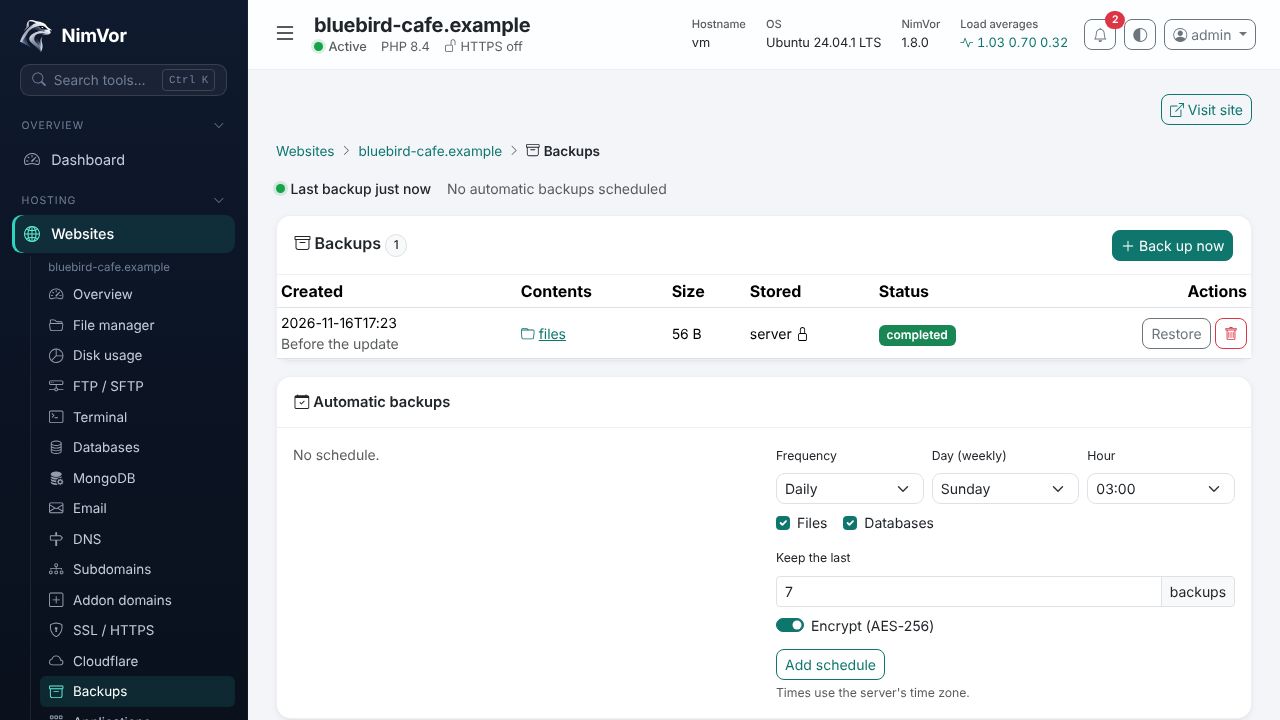 NimVor
Search tools... Ctrl K
OVERVIEW
Dashboard
HOSTING
Websites
bluebird-cafe.example
Overview
File manager
Disk usage
FTP / SFTP
Terminal
Databases
MongoDB
Email
DNS
Subdomains
Addon domains
SSL / HTTPS
Cloudflare
Backups
Applications
bluebird-cafe.example
Active PHP 8.4 HTTPS off
Hostname
vm
OS
Ubuntu 24.04.1 LTS
NimVor
1.8.0
Load averages
1.03 0.70 0.32
2
admin
Visit site
Websites > bluebird-cafe.example > Backups
Last backup just now No automatic backups scheduled
Backups 1
+ Back up now
Created Contents Size Stored Status Actions
2026-11-16T17:23
Before the update
files 56 B server completed Restore
Automatic backups
No schedule.
Frequency Day (weekly) Hour
Daily Sunday 03:00
Files Databases
Keep the last
7 backups
Encrypt (AES-256)
Add schedule
Times use the server's time zone.